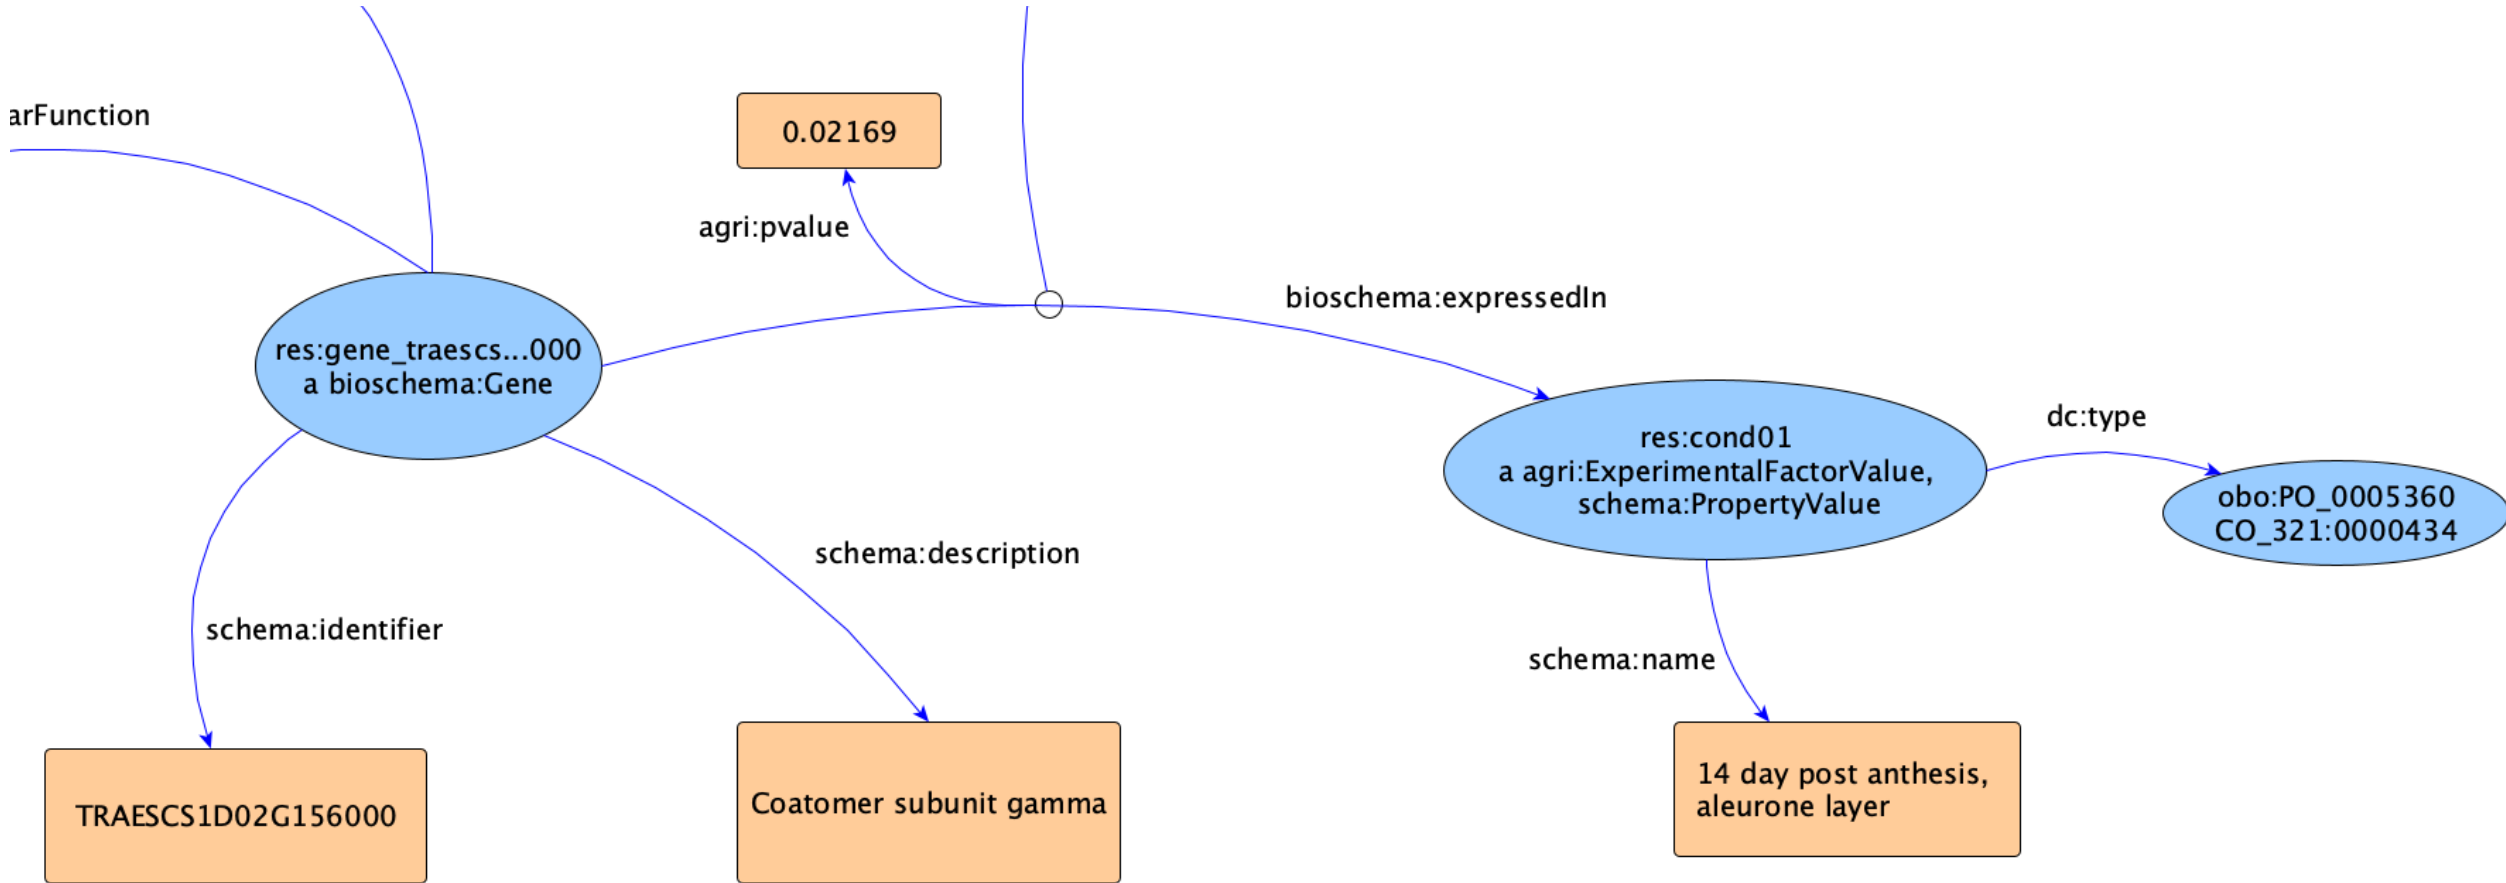 arFunction
0.02169
agri:pvalue
bioschema:expressedIn
res:gene_traescs...000
a bioschema:Gene
res:cond01
a agri:ExperimentalFactorValue,
schema:PropertyValue
dc:type
obo:PO_0005360
CO_321:0000434
schema:description
schema:identifier
schema:name
TRAESCS1D02G156000
Coatomer subunit gamma
14 day post anthesis,
aleurone layer